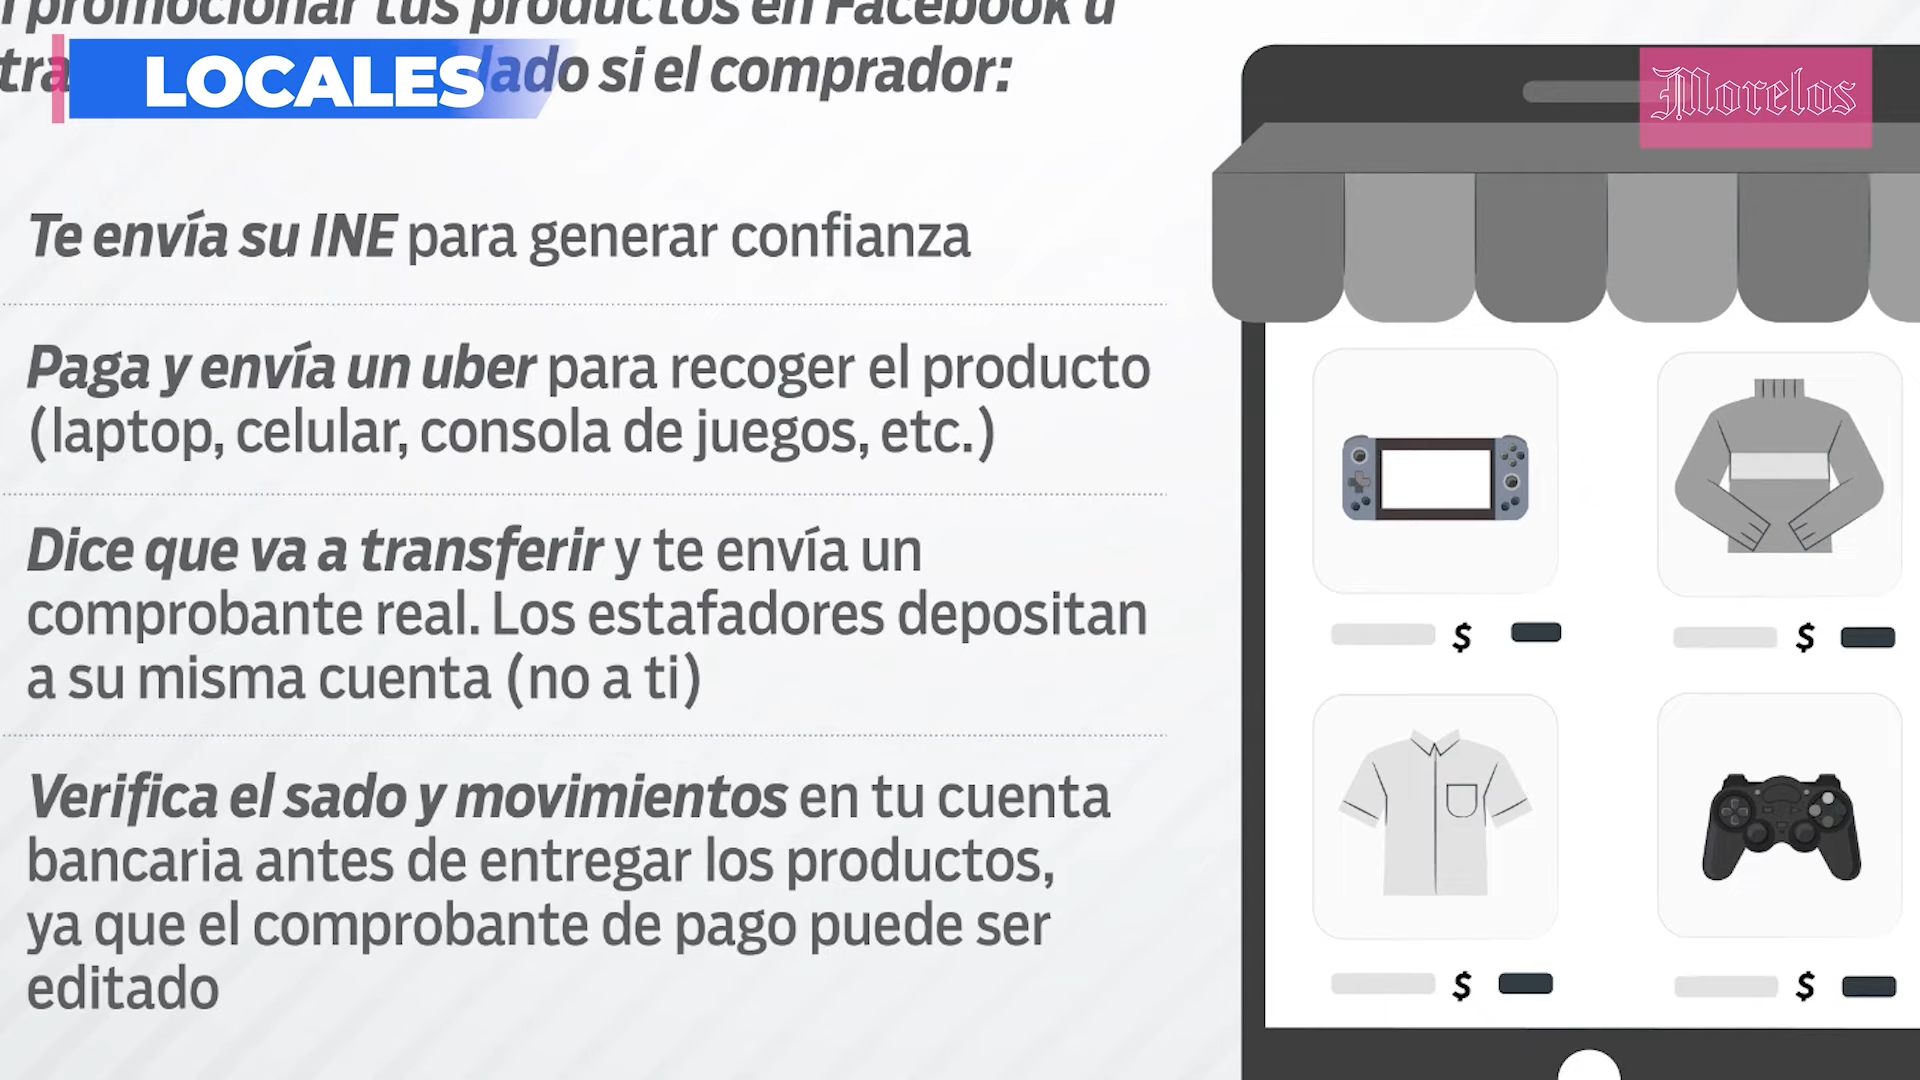 promocionar tus productos en Facebook u
LOCALES
si el comprador:
Morelos
Te envía su INE para generar confianza
Paga y envía un uber para recoger el producto
(laptop, celular, consola de juegos, etc.)
Dice que va a transferir y te envía un
comprobante real. Los estafadores depositan
a su misma cuenta (no a ti)
Verifica el sado y movimientos en tu cuenta
bancaria antes de entregar los productos,
ya que el comprobante de pago puede ser
editado
$
$
$
$